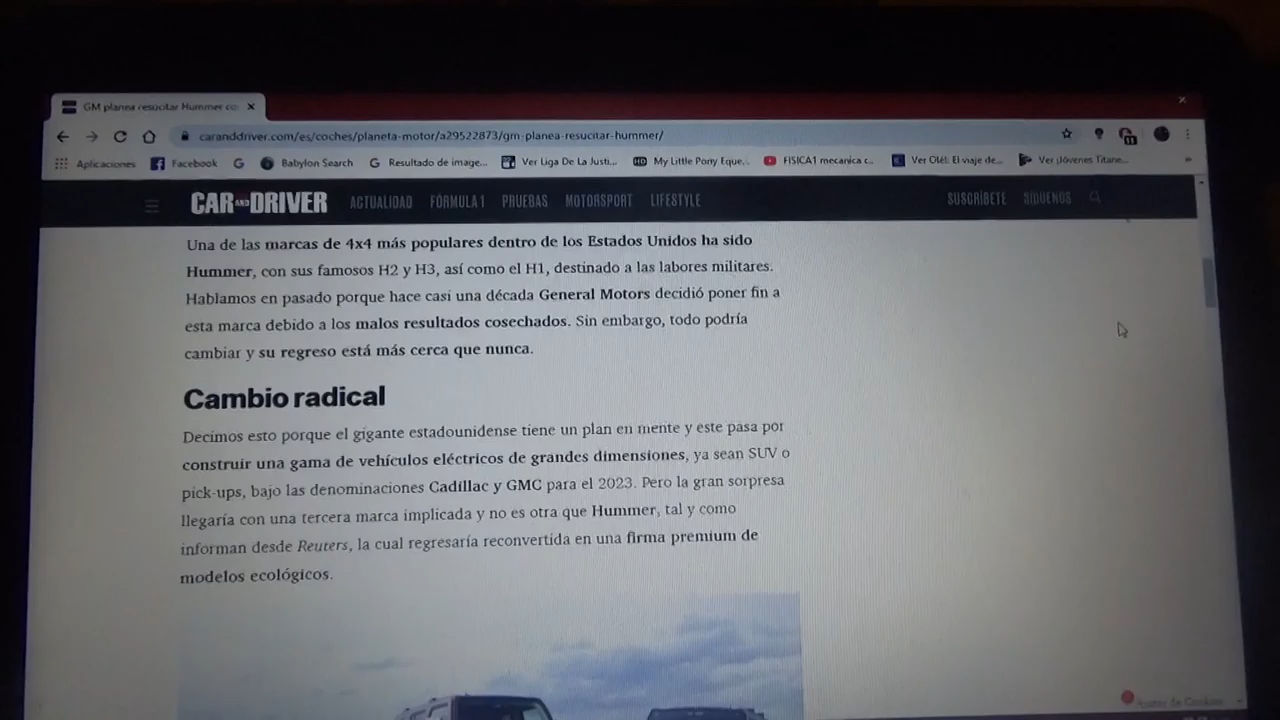 GM planea resucitar Hummer co
caranddriver.com/es/coches/planeta-motor/a29522873/gm-planea-resucitar-hummer/
Aplicaciones Facebook Babylon Search Resultado de image... Ver Liga De La Justi... My Little Pony Eque... FISICA1 mecanica c... Ver Olé!: El viaje de... Ver ¡Jóvenes Titane...
CAR AND DRIVER ACTUALIDAD FÓRMULA 1 PRUEBAS MOTORSPORT LIFESTYLE SUSCRÍBETE SÍGUENOS
Una de las marcas de 4x4 más populares dentro de los Estados Unidos ha sido
Hummer, con sus famosos H2 y H3, así como el H1, destinado a las labores militares.
Hablamos en pasado porque hace casi una década General Motors decidió poner fin a
esta marca debido a los malos resultados cosechados. Sin embargo, todo podría
cambiar y su regreso está más cerca que nunca.
Cambio radical
Decimos esto porque el gigante estadounidense tiene un plan en mente y este pasa por
construir una gama de vehículos eléctricos de grandes dimensiones, ya sean SUV o
pick-ups, bajo las denominaciones Cadillac y GMC para el 2023. Pero la gran sorpresa
llegaría con una tercera marca implicada y no es otra que Hummer, tal y como
informan desde Reuters, la cual regresaría reconvertida en una firma premium de
modelos ecológicos.
de Cookies